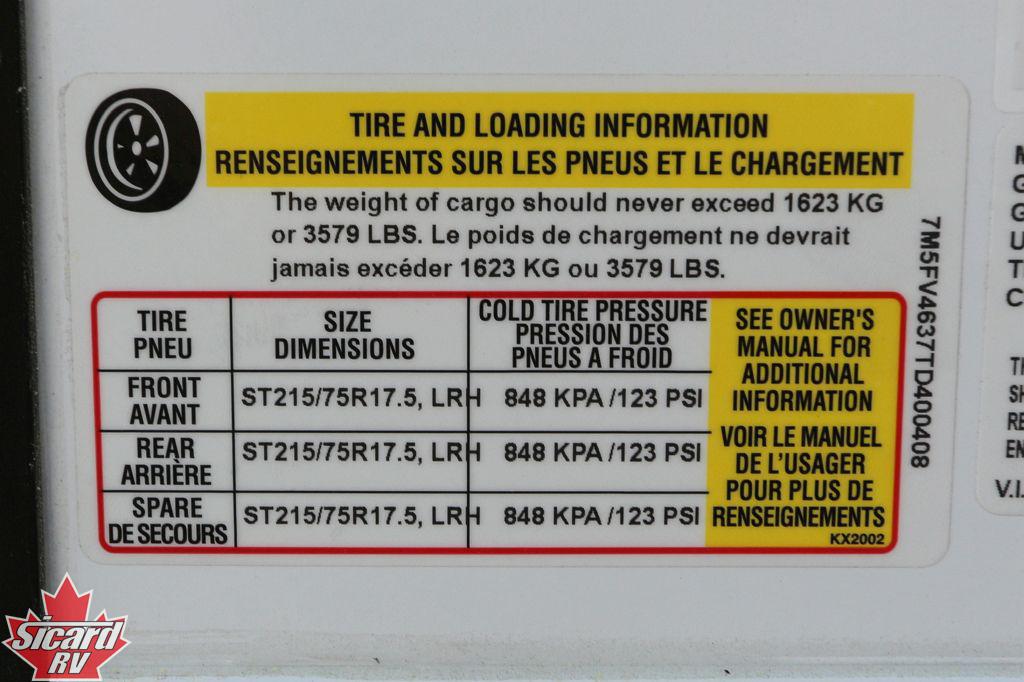 TIRE AND LOADING INFORMATION
RENSEIGNEMENTS SUR LES PNEUS ET LE CHARGEMENT
The weight of cargo should never exceed 1623 KG
or 3579 LBS. Le poids de chargement ne devrait
jamais excéder 1623 KG ou 3579 LBS.
TIRE
PNEU
SIZE
DIMENSIONS
COLD TIRE PRESSURE
PRESSION DES
PNEUS A FROID
FRONT
AVANT
ST215/75R17.5, LRH
848 KPA /123 PSI
REAR
ARRIÈRE
ST215/75R17.5, LRH
848 KPA /123 PSI
SPARE
DE SECOURS
ST215/75R17.5, LRH
848 KPA /123 PSI
SEE OWNER'S
MANUAL FOR
ADDITIONAL
INFORMATION
VOIR LE MANUEL
DE L'USAGER
POUR PLUS DE
RENSEIGNEMENTS
KX2002
7M5FV4637TD400408
V.I.
Sicard
RV